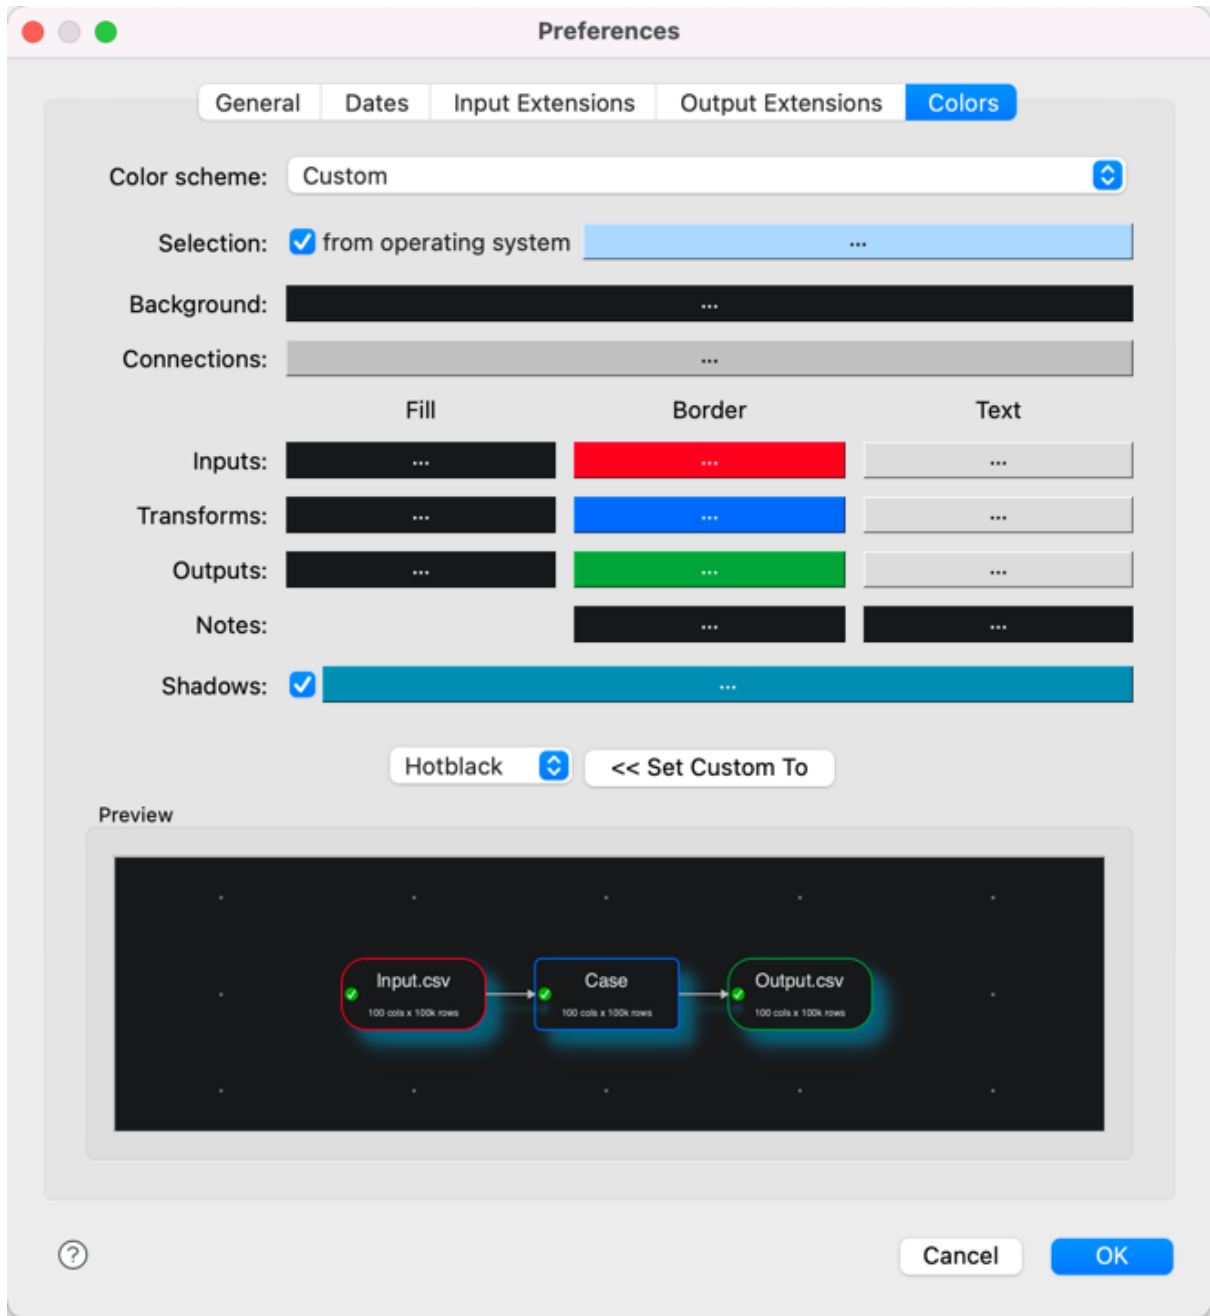 Preferences
General Dates Input Extensions Output Extensions Colors
Color scheme: Custom
Selection: from operating system ...
Background: ...
Connections: ...
Fill Border Text
Inputs: ... ... ...
Transforms: ... ... ...
Outputs: ... ... ...
Notes: ... ...
Shadows: ...
Hotblack << Set Custom To
Preview
Input.csv Case Output.csv
100 cols x 100k rows 100 cols x 100k rows 100 cols x 100k rows
? Cancel OK